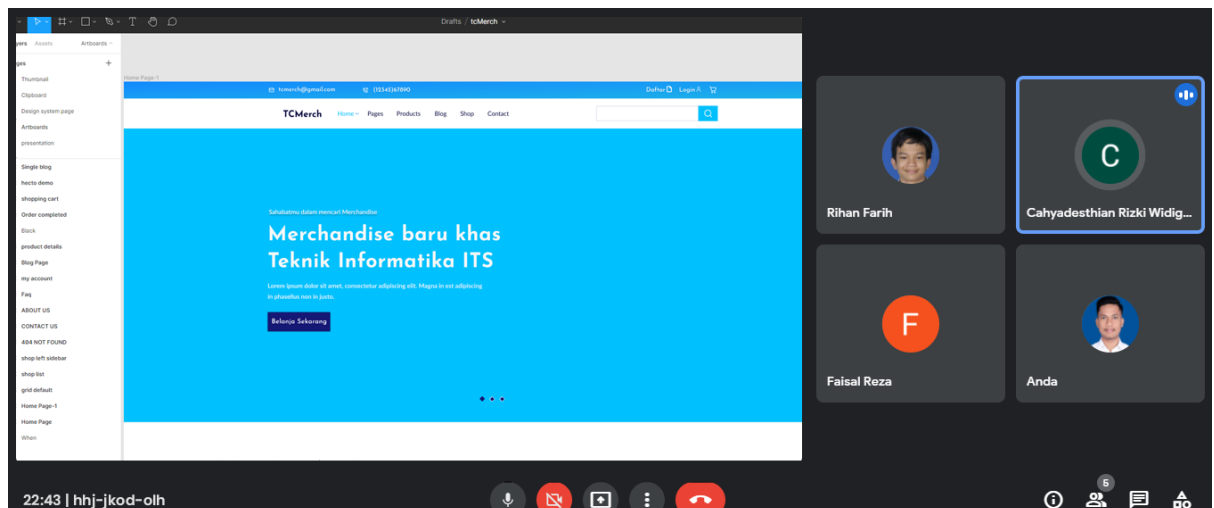 Drafts / tcMerch
Layers Assets Artboards
Pages +
Thumbnail
Clipboard
Design system page
Artboards
presentation
Single blog
hecto demo
shopping cart
Order completed
Black
product details
Blog Page
my account
Faq
ABOUT US
CONTACT US
404 NOT FOUND
shop left sidebar
shop list
grid default
Home Page-1
Home Page
When
Home Page-1
tcmerch@gmail.com (12345)67890 Daftar Login
TCMerch Home Pages Products Blog Shop Contact
Sahabatmu dalam mencari Merchandise
Merchandise baru khas
Teknik Informatika ITS
Lorem ipsum dolor sit amet, consectetur adipiscing elit. Magna in est adipiscing
in phasellus non in justo.
Belanja Sekarang
Rihan Farih
C
Cahyadesthian Rizki Widig...
F
Faisal Reza
Anda
22:43 | hhj-jkod-olh
5